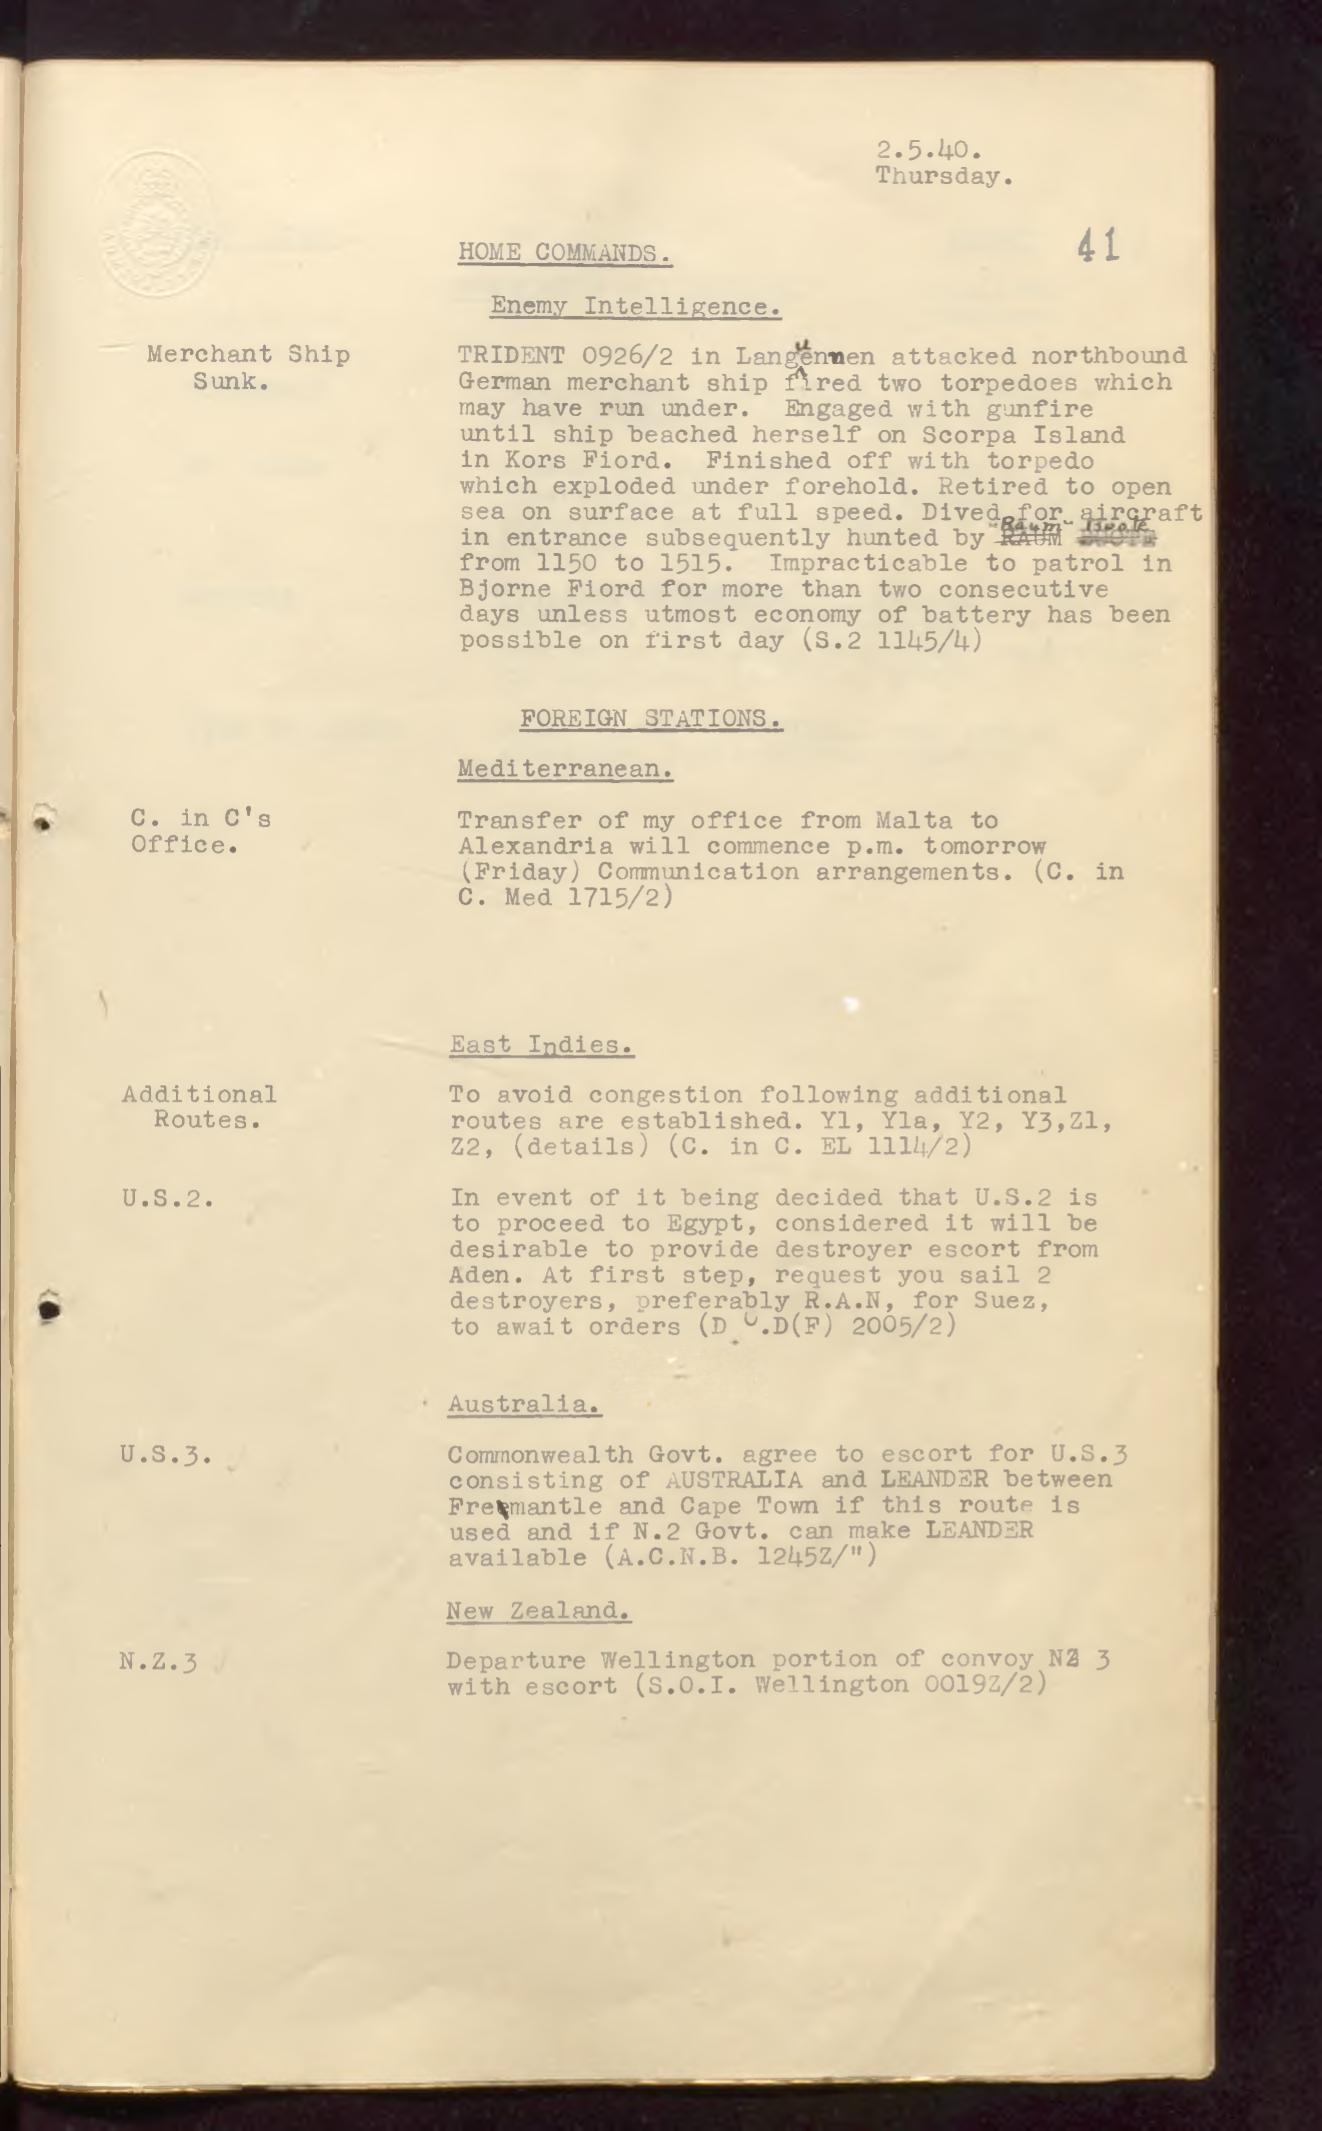 2.5.40.
Thursday.
41
HOME COMMANDS.
Enemy Intelligence.
Merchant Ship
Sunk.
TRIDENT 0926/2 in Languennen attacked northbound
German merchant ship fired two torpedoes which
may have run under. Engaged with gunfire
until ship beached herself on Scorpa Island
in Kors Fiord. Finished off with torpedo
which exploded under forehold. Retired to open
sea on surface at full speed. Dived for aircraft
in entrance subsequently hunted by "Raum" Boote
from 1150 to 1515. Impracticable to patrol in
Bjorne Fiord for more than two consecutive
days unless utmost economy of battery has been
possible on first day (S.2 1145/4)
FOREIGN STATIONS.
Mediterranean.
C. in C's
Office.
Transfer of my office from Malta to
Alexandria will commence p.m. tomorrow
(Friday) Communication arrangements. (C. in
C. Med 1715/2)
East Indies.
Additional
Routes.
To avoid congestion following additional
routes are established. Y1, Y1a, Y2, Y3,Z1,
Z2, (details) (C. in C. EL 1114/2)
U.S.2.
In event of it being decided that U.S.2 is
to proceed to Egypt, considered it will be
desirable to provide destroyer escort from
Aden. At first step, request you sail 2
destroyers, preferably R.A.N, for Suez,
to await orders (D .D(F) 2005/2)
Australia.
U.S.3.
Commonwealth Govt. agree to escort for U.S.3
consisting of AUSTRALIA and LEANDER between
Freemantle and Cape Town if this route is
used and if N.2 Govt. can make LEANDER
available (A.C.N.B. 1245Z/")
New Zealand.
N.Z.3
Departure Wellington portion of convoy NZ 3
with escort (S.O.I. Wellington 0019Z/2)